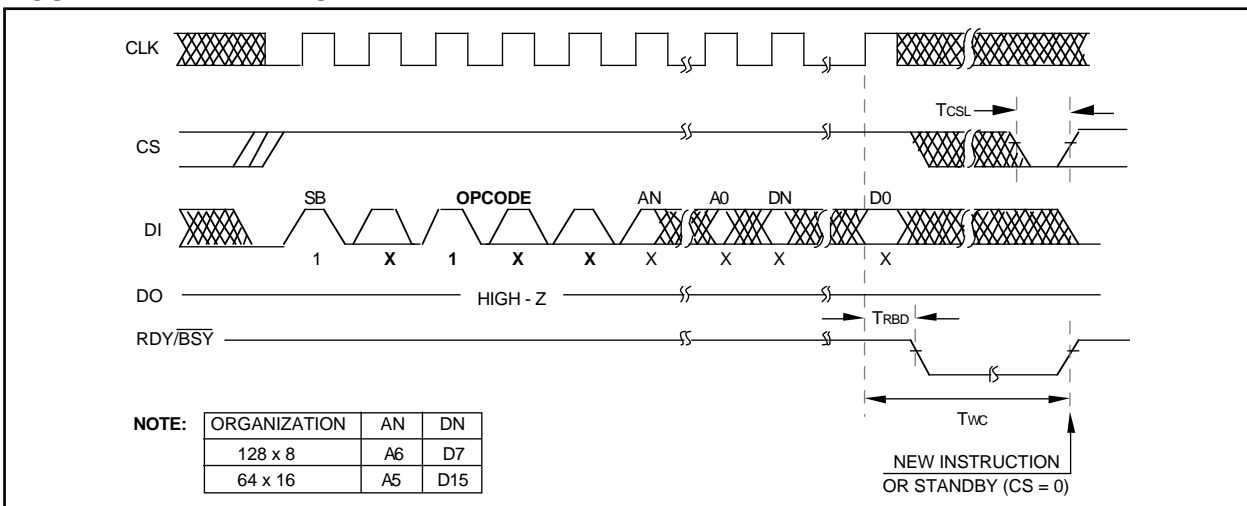 CLK
TCSL
CS
SB OPCODE AN A0 DN D0
DI
1 X 1 X X X X X X
DO HIGH - Z
TRBD
RDY/BSY
TWC
NOTE: ORGANIZATION AN DN
128 x 8 A6 D7
64 x 16 A5 D15
NEW INSTRUCTION
OR STANDBY (CS = 0)